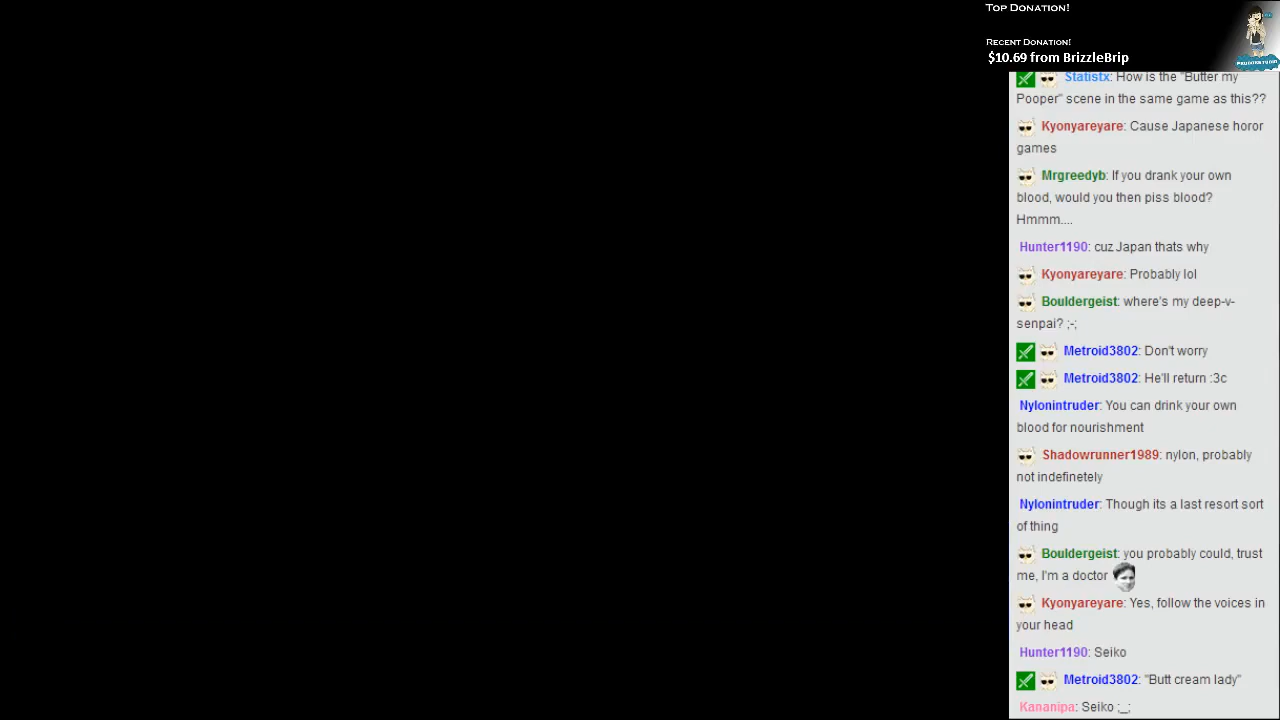 Top Donation!
Recent Donation!
$10.69 from BrizzleBrip
Statistx: How is the "Butter my
Pooper" scene in the same game as this??
Kyonyareyare: Cause Japanese horor
games
Mrgreedyb: If you drank your own
blood, would you then piss blood?
Hmmm....
Hunter1190: cuz Japan thats why
Kyonyareyare: Probably lol
Bouldergeist: where's my deep-v-
senpai? ;-;
Metroid3802: Don't worry
Metroid3802: He'll return :3c
Nylonintruder: You can drink your own
blood for nourishment
Shadowrunner1989: nylon, probably
not indefinetely
Nylonintruder: Though its a last resort sort
of thing
Bouldergeist: you probably could, trust
me, I'm a doctor
Kyonyareyare: Yes, follow the voices in
your head
Hunter1190: Seiko
Metroid3802: "Butt cream lady"
Kananipa: Seiko ;_;